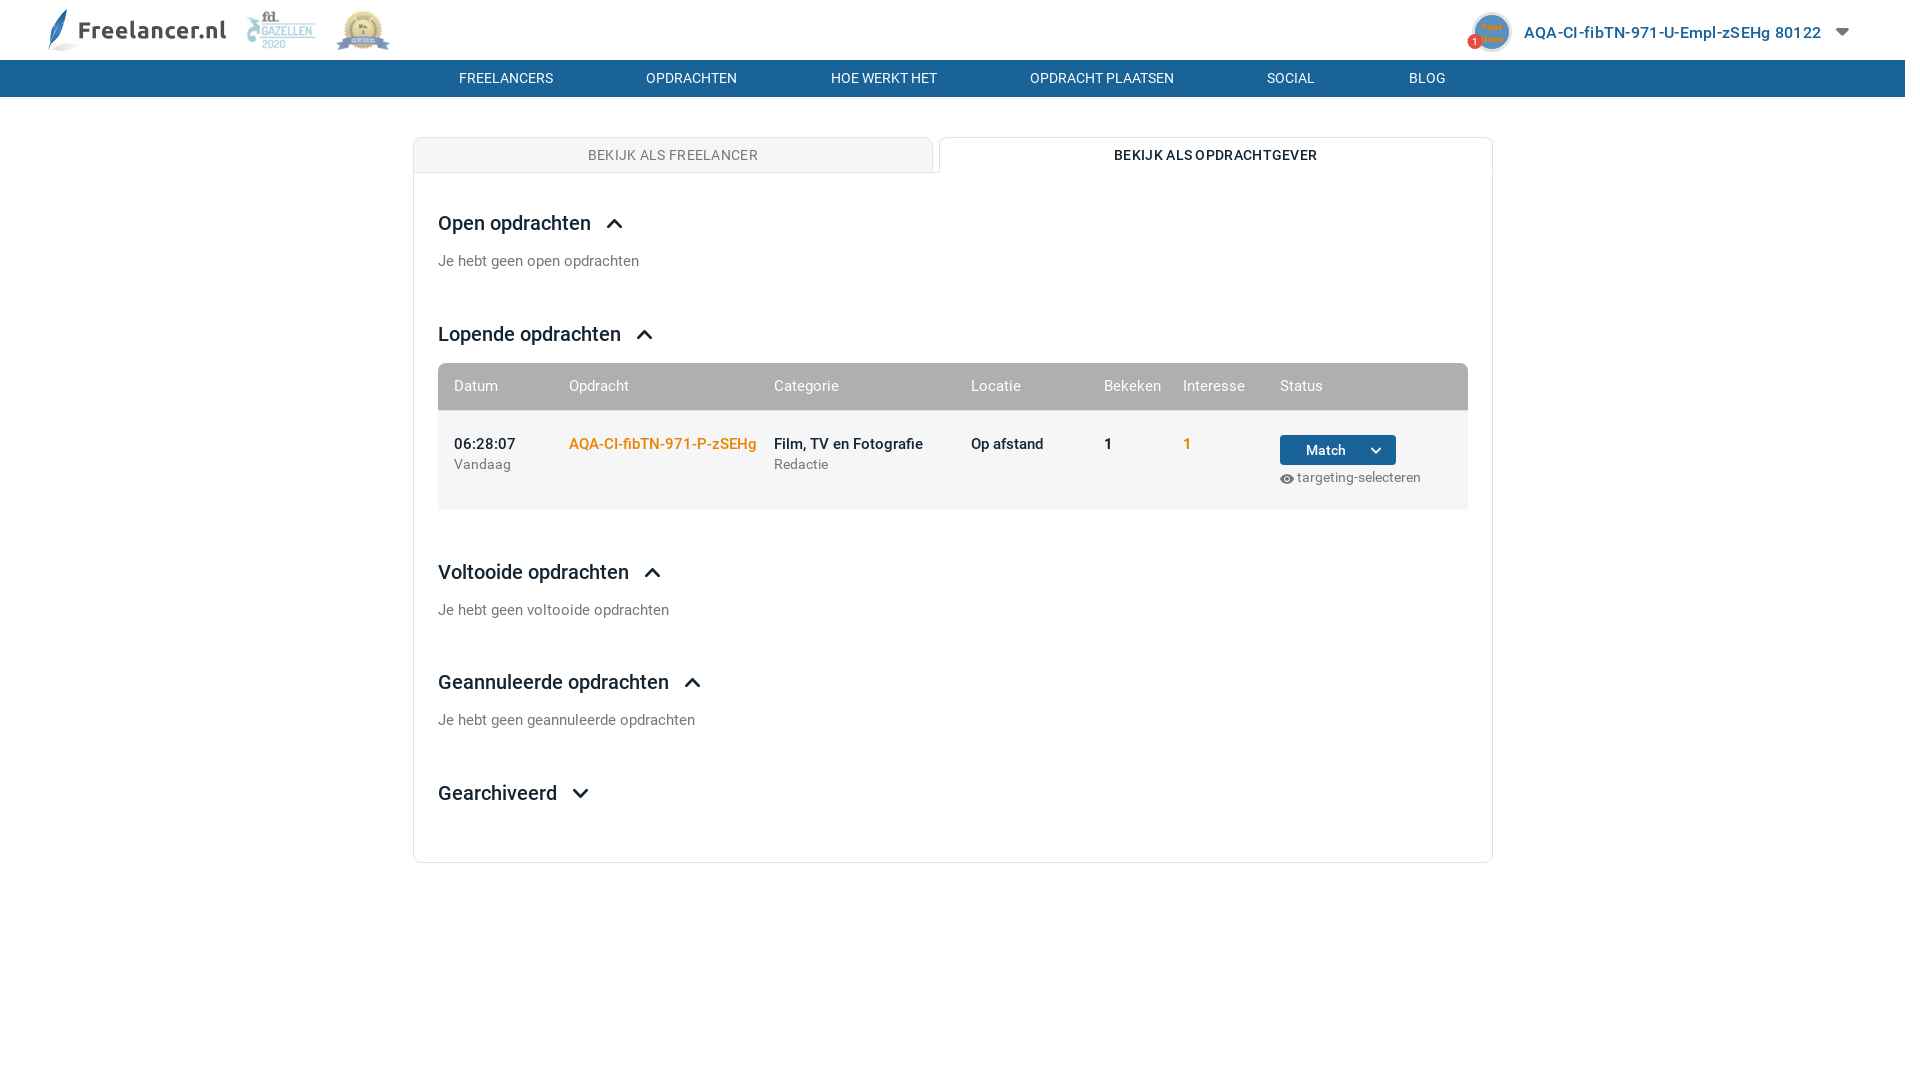 Freelancer.nl
fd.
GAZELLEN
2020
No.
1
Test
User
1
AQA-CI-fibTN-971-U-Empl-zSEHg 80122
FREELANCERS OPDRACHTEN HOE WERKT HET OPDRACHT PLAATSEN SOCIAL BLOG
BEKIJK ALS FREELANCER BEKIJK ALS OPDRACHTGEVER
Open opdrachten
Je hebt geen open opdrachten
Lopende opdrachten
Datum Opdracht Categorie Locatie Bekeken Interesse Status
06:28:07 AQA-CI-fibTN-971-P-zSEHg Film, TV en Fotografie Op afstand 1 1 Match
Vandaag Redactie
targeting-selecteren
Voltooide opdrachten
Je hebt geen voltooide opdrachten
Geannuleerde opdrachten
Je hebt geen geannuleerde opdrachten
Gearchiveerd